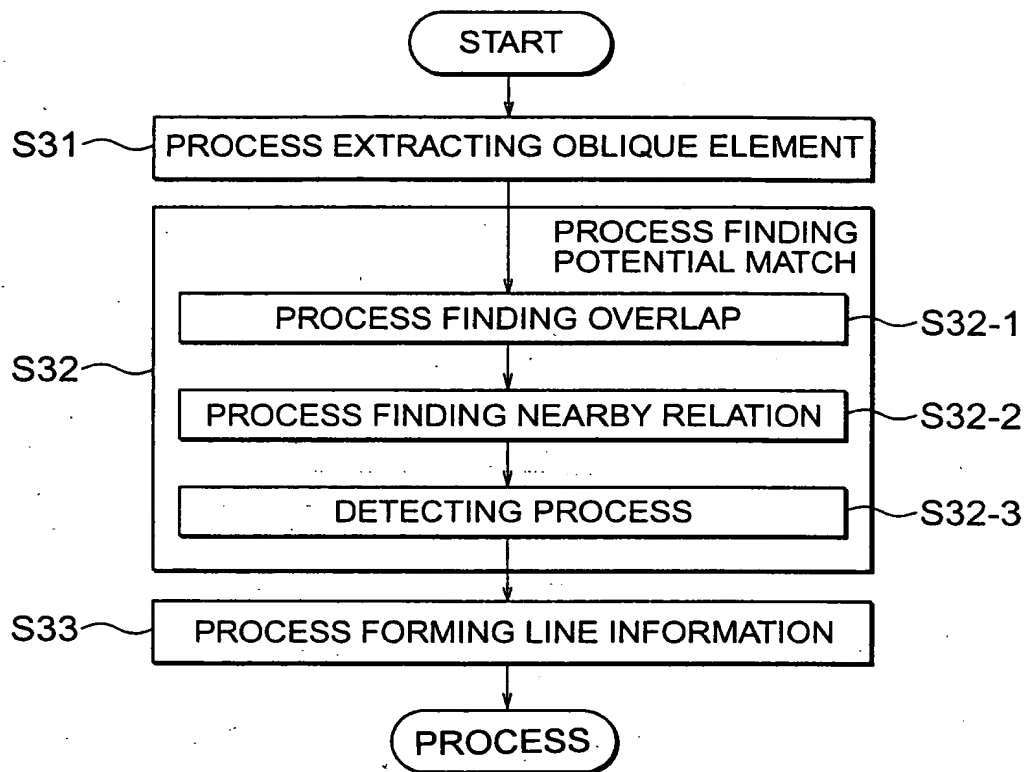 START
S31
PROCESS EXTRACTING OBLIQUE ELEMENT
PROCESS FINDING
POTENTIAL MATCH
S32
PROCESS FINDING OVERLAP
S32-1
PROCESS FINDING NEARBY RELATION
S32-2
DETECTING PROCESS
S32-3
S33
PROCESS FORMING LINE INFORMATION
PROCESS